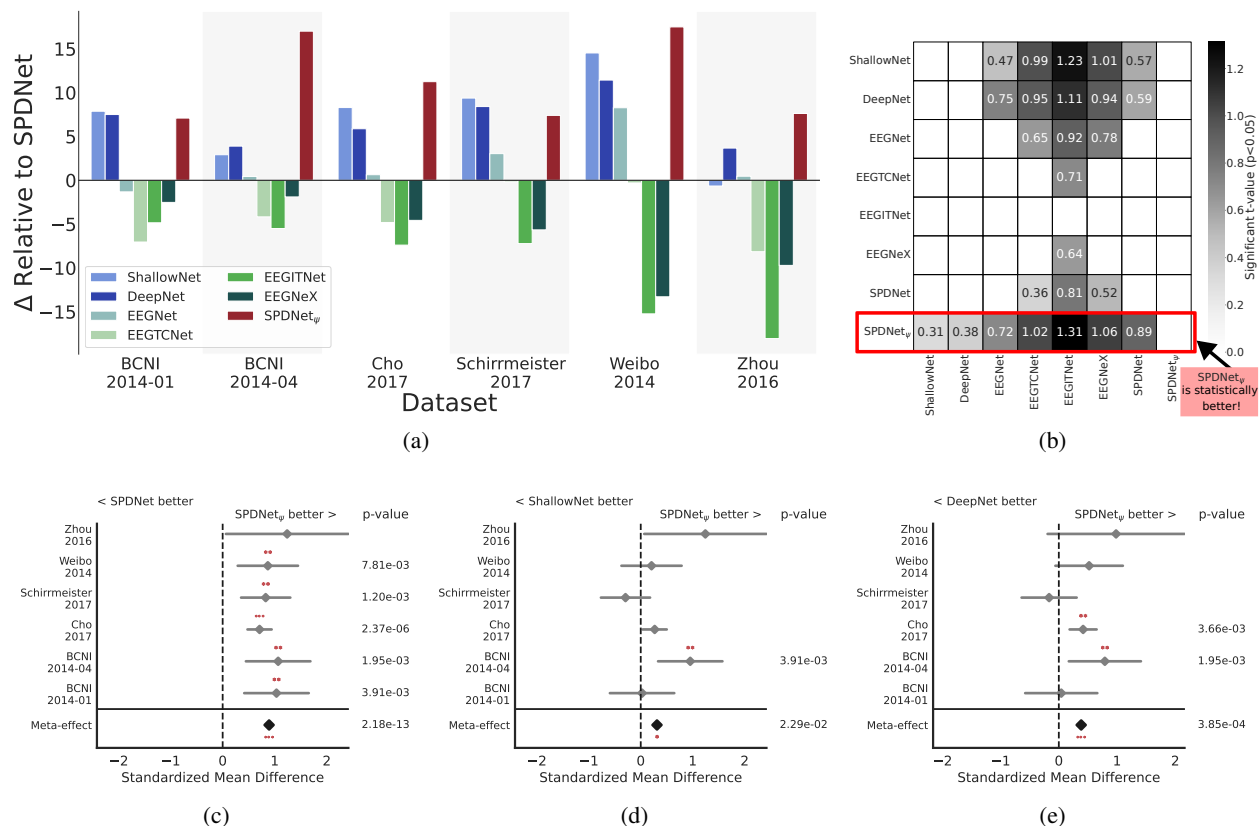 Δ Relative to SPDNet
15
10
5
0
−5
−10
−15
ShallowNet
DeepNet
EEGNet
EEGTCNet
EEGITNet
EEGNeX
SPDNetψ
BCNI
2014-01
BCNI
2014-04
Cho
2017
Schirrmeister
2017
Weibo
2014
Zhou
2016
Dataset
(a)
ShallowNet 0.47 0.99 1.23 1.01 0.57
DeepNet 0.75 0.95 1.11 0.94 0.59
EEGNet 0.65 0.92 0.78
EEGTCNet 0.71
EEGITNet
EEGNeX 0.64
SPDNet 0.36 0.81 0.52
SPDNetψ 0.31 0.38 0.72 1.02 1.31 1.06 0.89
ShallowNet
DeepNet
EEGNet
EEGTCNet
EEGITNet
EEGNeX
SPDNet
SPDNetψ
1.2
1.0
0.8
0.6
0.4
0.2
0.0
Significant t-value (p<0.05)
SPDNetψ
is statistically
better!
(b)
< SPDNet better
SPDNetψ better >
p-value
Zhou
2016
**
Weibo
2014
7.81e-03
**
Schirrmeister
2017
1.20e-03
***
Cho
2017
2.37e-06
**
BCNI
2014-04
1.95e-03
**
BCNI
2014-01
3.91e-03
Meta-effect
2.18e-13
***
−2 −1 0 1 2
Standardized Mean Difference
(c)
< ShallowNet better
SPDNetψ better >
p-value
Zhou
2016
Weibo
2014
Schirrmeister
2017
Cho
2017
**
BCNI
2014-04
3.91e-03
BCNI
2014-01
Meta-effect
2.29e-02
*
−2 −1 0 1 2
Standardized Mean Difference
(d)
< DeepNet better
SPDNetψ better >
p-value
Zhou
2016
Weibo
2014
Schirrmeister
2017
**
Cho
2017
3.66e-03
**
BCNI
2014-04
1.95e-03
BCNI
2014-01
Meta-effect
3.85e-04
***
−2 −1 0 1 2
Standardized Mean Difference
(e)